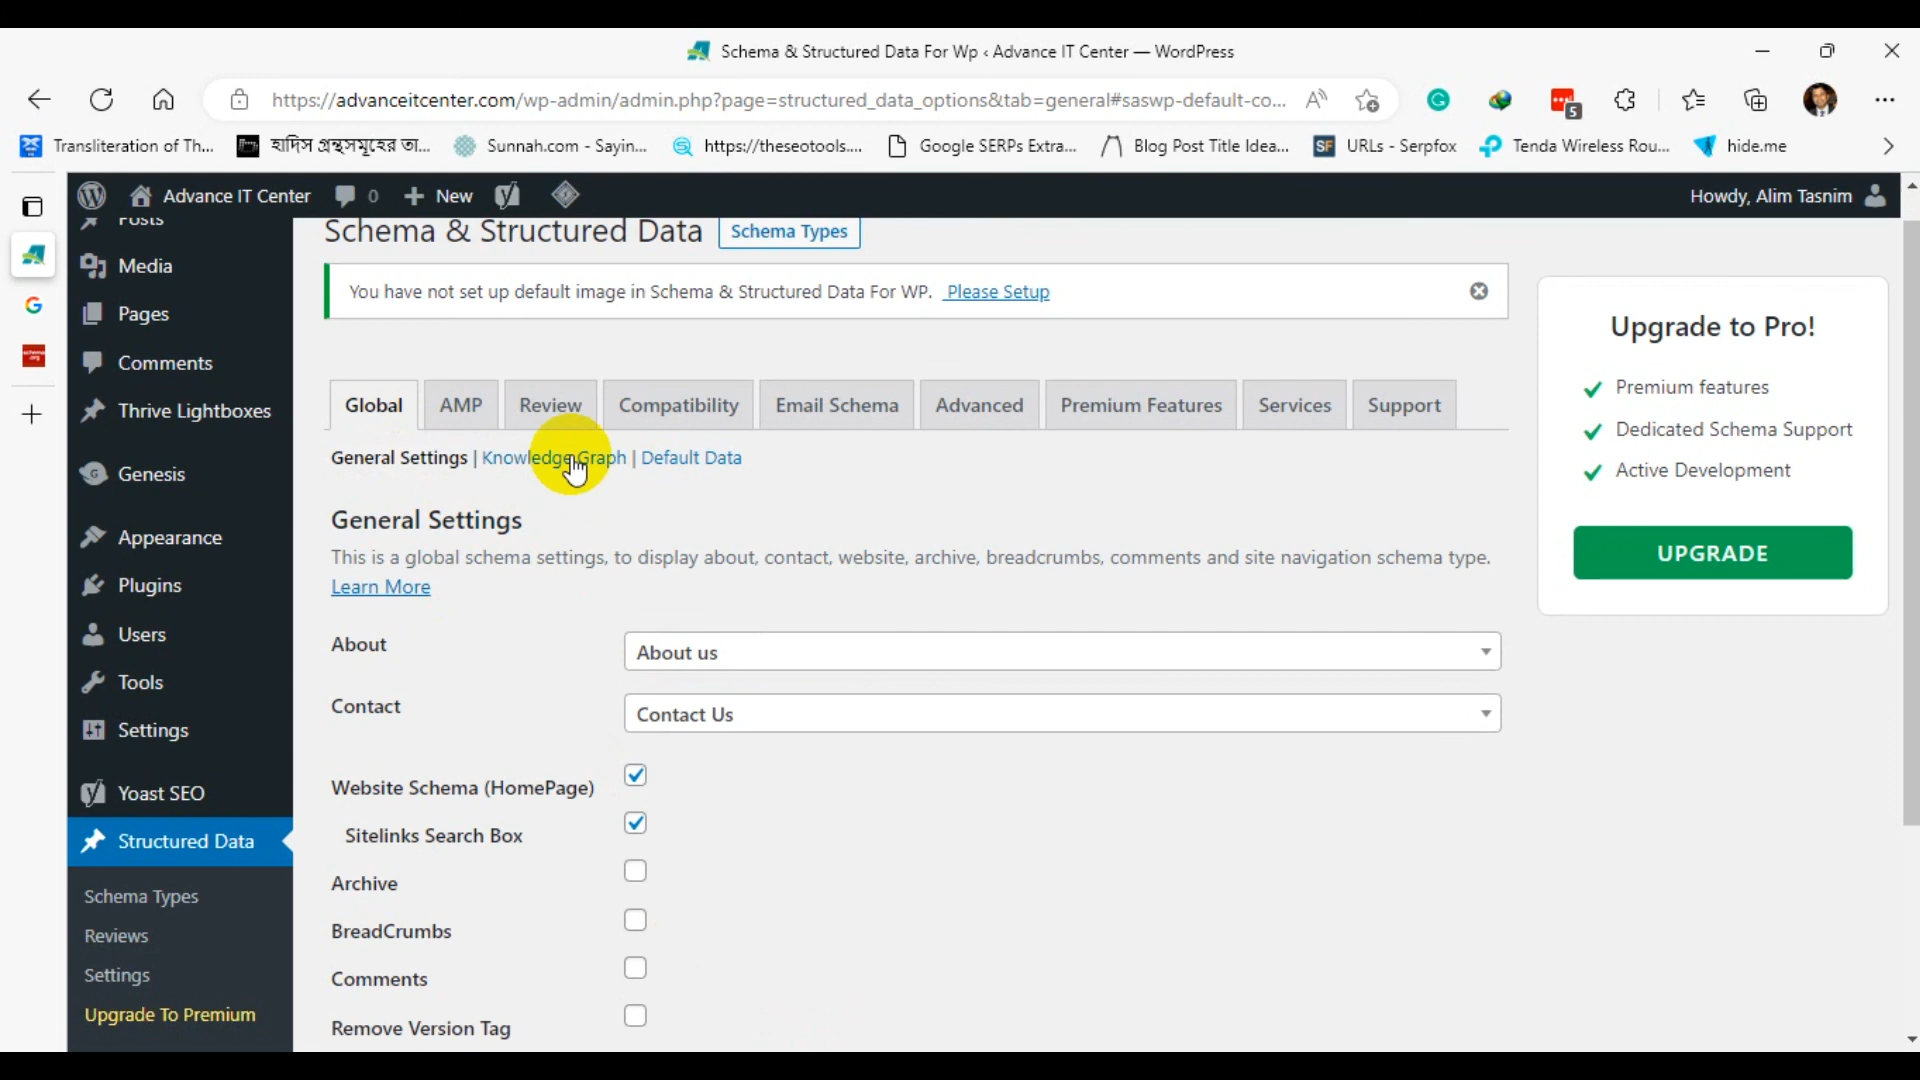 Schema & Structured Data For Wp ‹ Advance IT Center — WordPress
https://advanceitcenter.com/wp-admin/admin.php?page=structured_data_options&tab=general#saswp-default-co...
5
Transliteration of Th... হাদিস গ্রন্থসমূহের তা... Sunnah.com - Sayin... https://theseotools.... Google SERPs Extra... Blog Post Title Idea... SF URLs - Serpfox Tenda Wireless Rou... hide.me
Advance IT Center 0 New Howdy, Alim Tasnim
Posts
Media
Pages
Comments
Thrive Lightboxes
Genesis
Appearance
Plugins
Users
Tools
Settings
Yoast SEO
Structured Data
Schema Types
Reviews
Settings
Upgrade To Premium
Schema & Structured Data Schema Types
You have not set up default image in Schema & Structured Data For WP. Please Setup
Global AMP Review Compatibility Email Schema Advanced Premium Features Services Support
General Settings | Knowledge Graph | Default Data
General Settings
This is a global schema settings, to display about, contact, website, archive, breadcrumbs, comments and site navigation schema type.
Learn More
About About us
Contact Contact Us
Website Schema (HomePage)
Sitelinks Search Box
Archive
BreadCrumbs
Comments
Remove Version Tag
Upgrade to Pro!
Premium features
Dedicated Schema Support
Active Development
UPGRADE